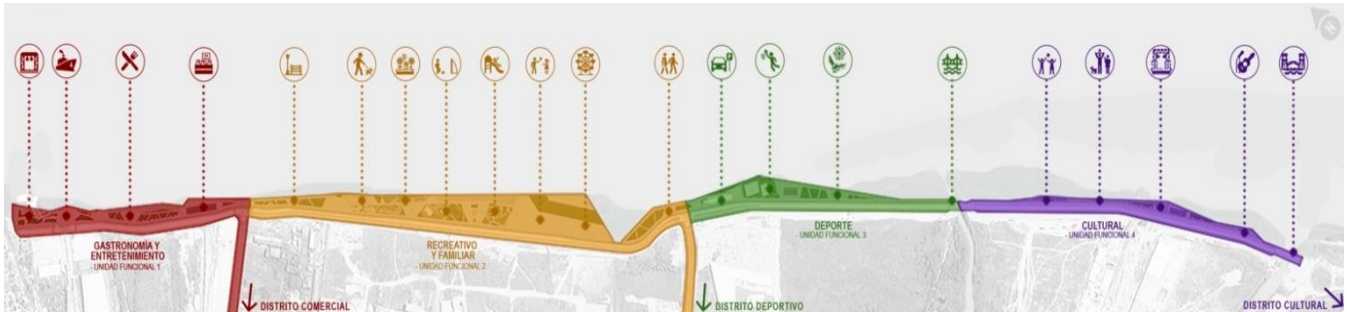 GASTRONOMÍA Y
ENTRETENIMIENTO
- UNIDAD FUNCIONAL 1
RECREATIVO
Y FAMILIAR
- UNIDAD FUNCIONAL 2
DEPORTE
- UNIDAD FUNCIONAL 3
CULTURAL
- UNIDAD FUNCIONAL 4
DISTRITO COMERCIAL
DISTRITO DEPORTIVO
DISTRITO CULTURAL